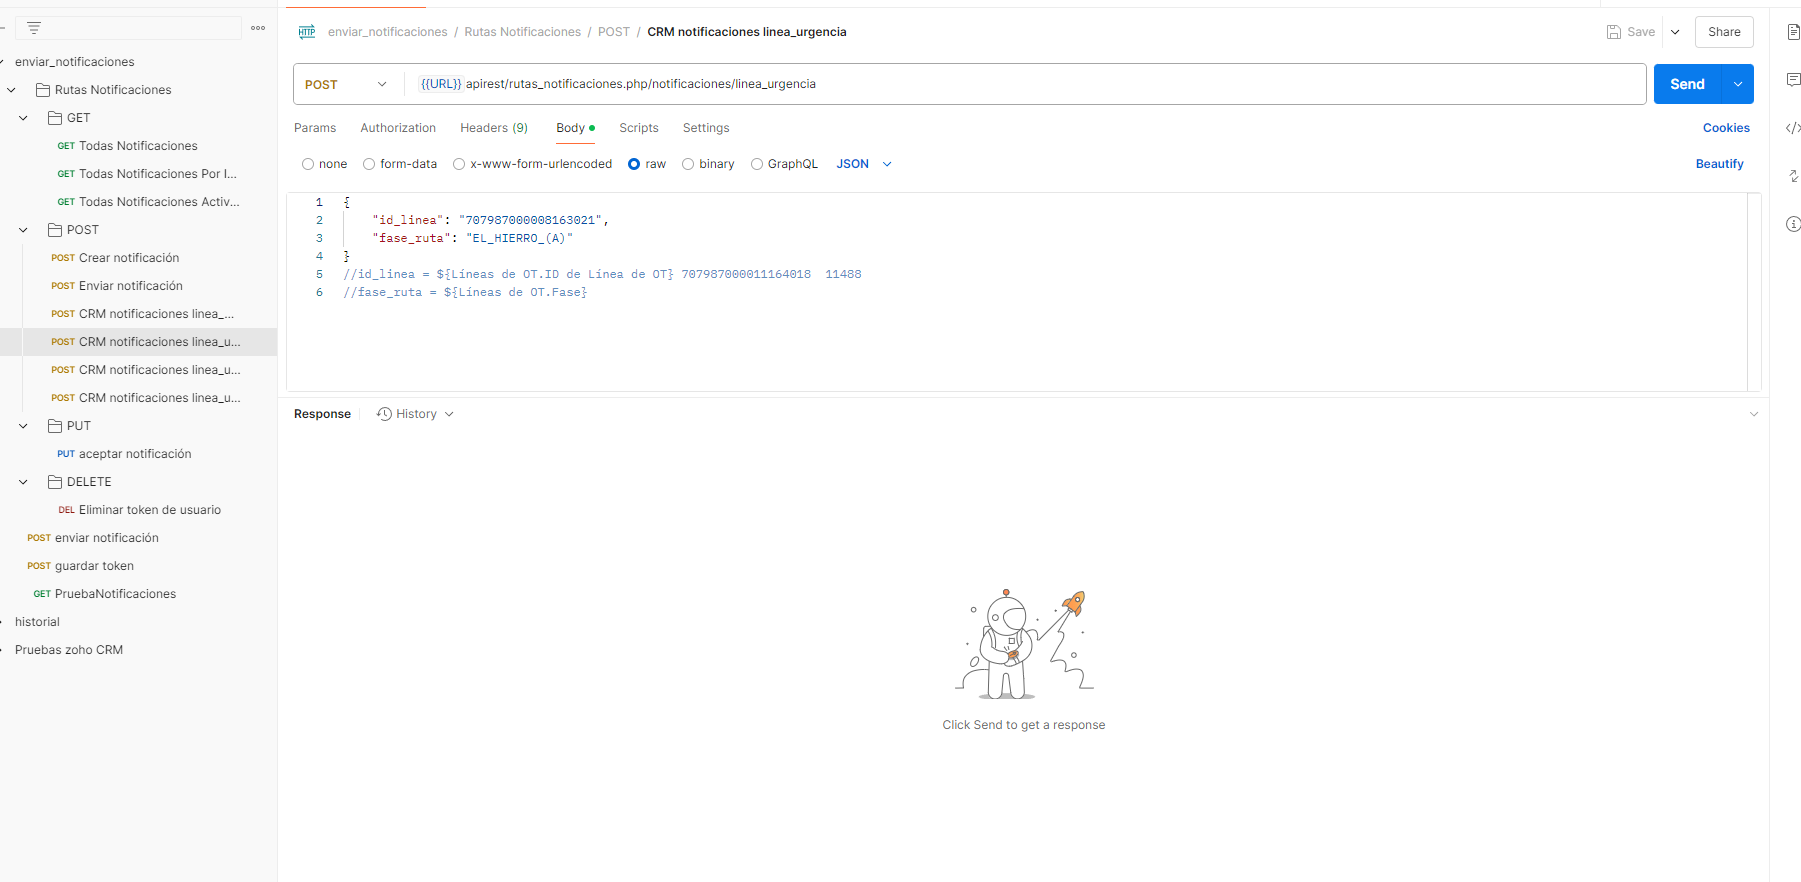 enviar_notificaciones
Rutas Notificaciones
GET
GET Todas Notificaciones
GET Todas Notificaciones Por I...
GET Todas Notificaciones Activ...
POST
POST Crear notificación
POST Enviar notificación
POST CRM notificaciones linea_...
POST CRM notificaciones linea_u...
POST CRM notificaciones linea_u...
POST CRM notificaciones linea_u...
PUT
PUT aceptar notificación
DELETE
DEL Eliminar token de usuario
POST enviar notificación
POST guardar token
GET PruebaNotificaciones
historial
Pruebas zoho CRM
HTTP enviar_notificaciones / Rutas Notificaciones / POST / CRM notificaciones linea_urgencia
Save
Share
POST {{URL}} apirest/rutas_notificaciones.php/notificaciones/linea_urgencia
Send
Params Authorization Headers (9) Body Scripts Settings
Cookies
none form-data x-www-form-urlencoded raw binary GraphQL JSON
Beautify
1 {
2 "id_linea": "707987000008163021",
3 "fase_ruta": "EL_HIERRO_(A)"
4 }
5 //id_linea = ${Líneas de OT.ID de Línea de OT} 707987000011164018 11488
6 //fase_ruta = ${Líneas de OT.Fase}
Response History
Click Send to get a response